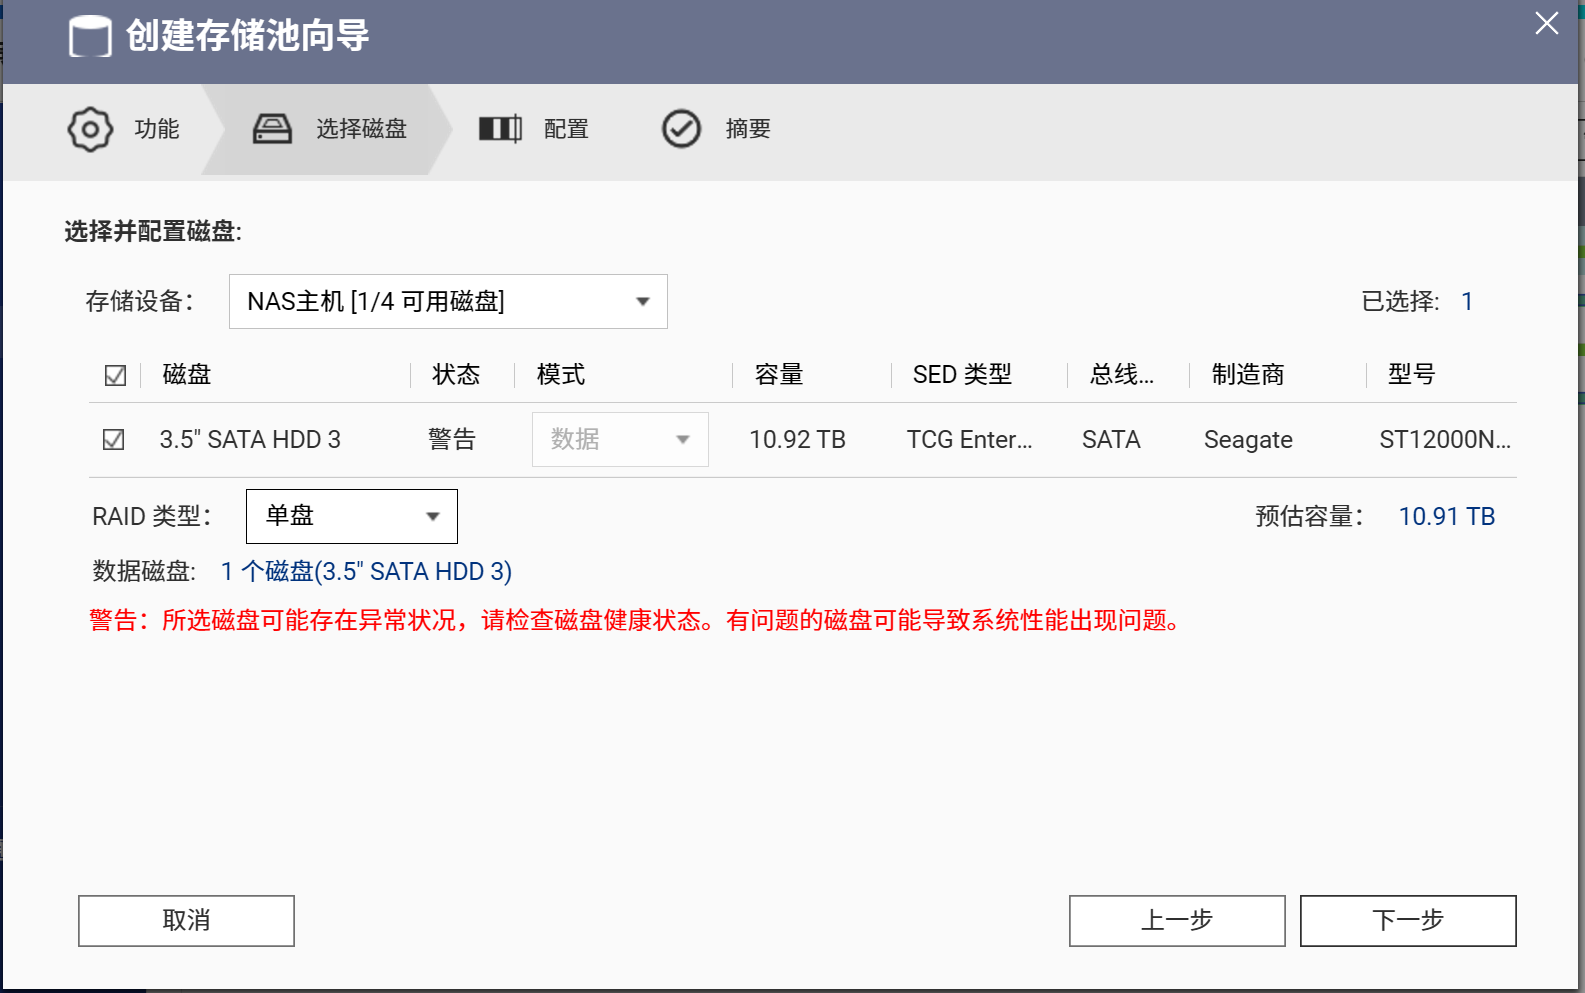 创建存储池向导
功能 选择磁盘 配置 摘要
选择并配置磁盘:
存储设备： NAS主机 [1/4 可用磁盘] 已选择: 1
磁盘 状态 模式 容量 SED 类型 总线... 制造商 型号
3.5" SATA HDD 3 警告 数据 10.92 TB TCG Enter... SATA Seagate ST12000N...
RAID 类型： 单盘 预估容量： 10.91 TB
数据磁盘: 1 个磁盘(3.5" SATA HDD 3)
警告：所选磁盘可能存在异常状况，请检查磁盘健康状态。有问题的磁盘可能导致系统性能出现问题。
取消 上一步 下一步